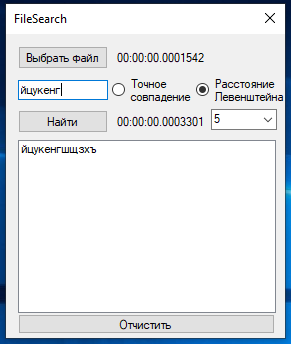 FileSearch
Выбрать файл 00:00:00.0001542
йцукенг Точное совпадение Расстояние Левенштейна
Найти 00:00:00.0003301 5
йцукенгшщзхъ
Отчистить